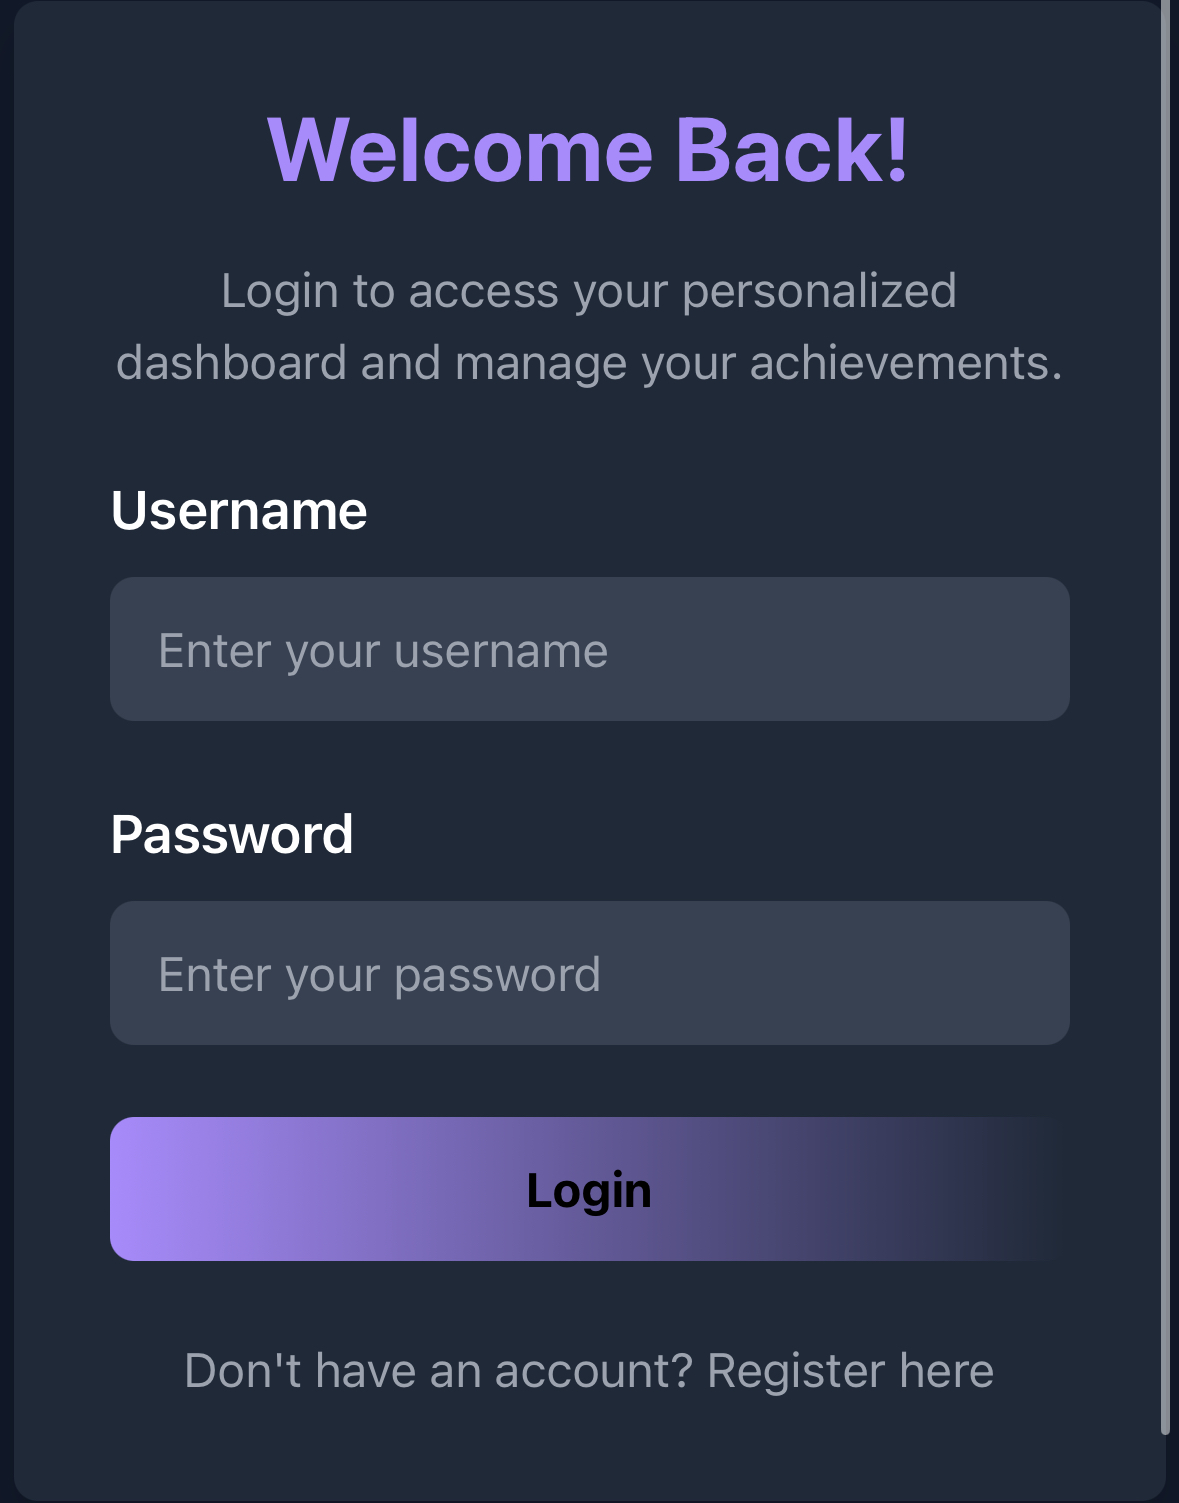 Welcome Back!
Login to access your personalized
dashboard and manage your achievements.
Username
Enter your username
Password
Enter your password
Login
Don't have an account? Register here